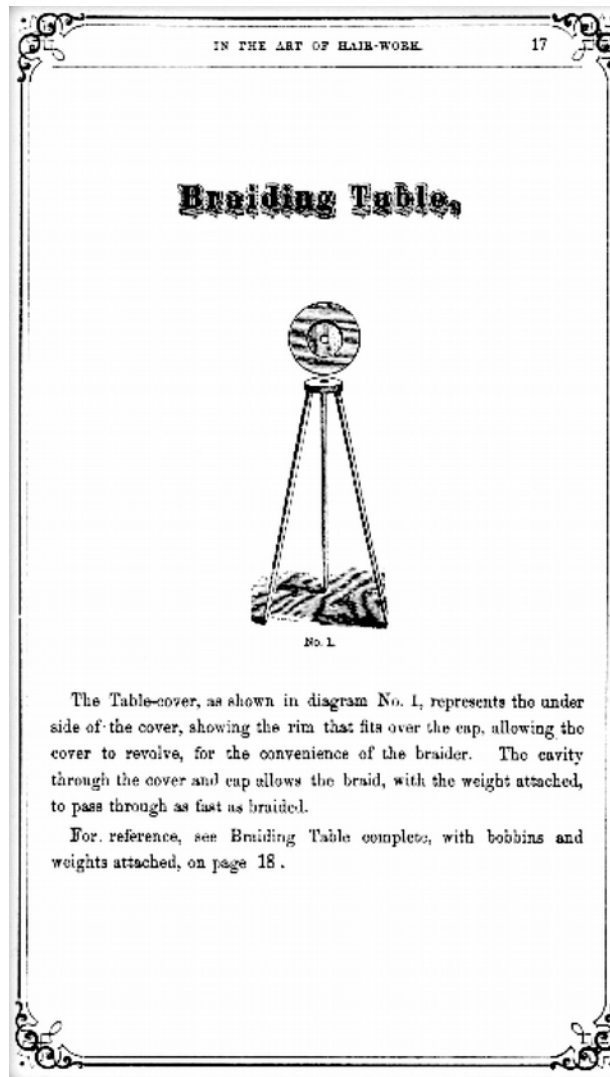 IN THE ART OF HAIR-WORK. 17
Braiding Table,
No. 1.
The Table-cover, as shown in diagram No. 1, represents the under
side of the cover, showing the rim that fits over the cap, allowing the
cover to revolve, for the convenience of the braider. The cavity
through the cover and cap allows the braid, with the weight attached,
to pass through as fast as braided.
For reference, see Braiding Table complete, with bobbins and
weights attached, on page 18.